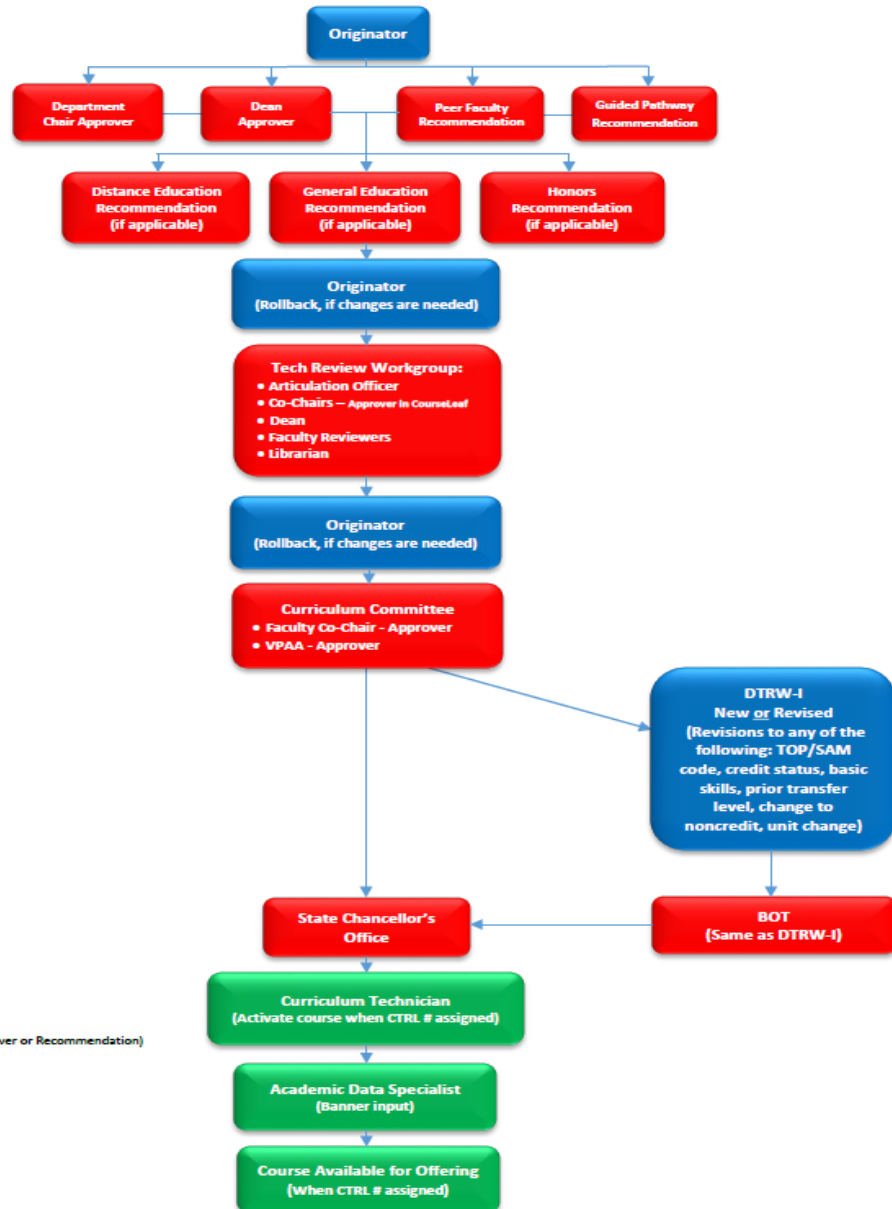 Originator
Department
Chair Approver
Dean
Approver
Peer Faculty
Recommendation
Guided Pathway
Recommendation
Distance Education
Recommendation
(if applicable)
General Education
Recommendation
(if applicable)
Honors
Recommendation
(if applicable)
Originator
(Rollback, if changes are needed)
Tech Review Workgroup:
• Articulation Officer
• Co-Chairs – Approver in CourseLeaf
• Dean
• Faculty Reviewers
• Librarian
Originator
(Rollback, if changes are needed)
Curriculum Committee
• Faculty Co-Chair - Approver
• VPAA - Approver
DTRW-I
New or Revised
(Revisions to any of the
following: TOP/SAM
code, credit status, basic
skills, prior transfer
level, change to
noncredit, unit change)
State Chancellor's
Office
BOT
(Same as DTRW-I)
Curriculum Technician
(Activate course when CTRL # assigned)
ver or Recommendation)
Academic Data Specialist
(Banner input)
Course Available for Offering
(When CTRL # assigned)